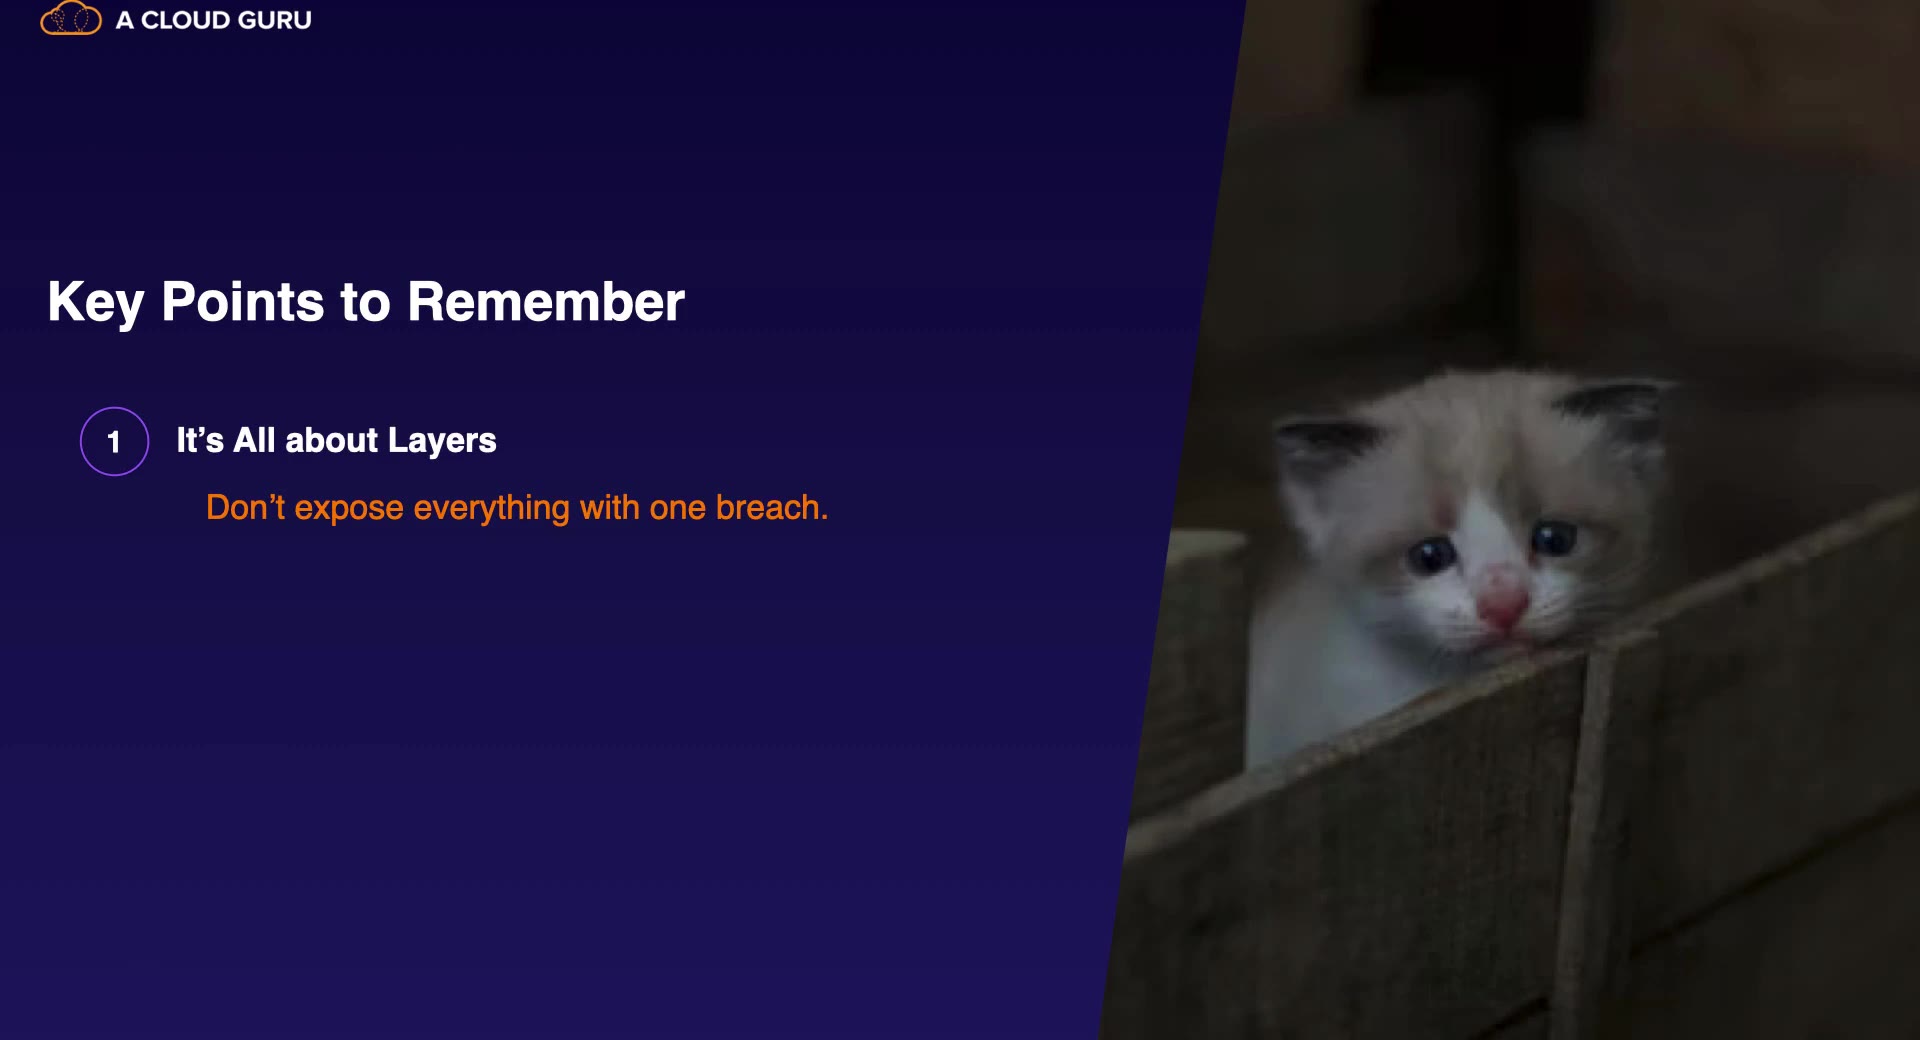 A CLOUD GURU
Key Points to Remember
1 It’s All about Layers
Don’t expose everything with one breach.